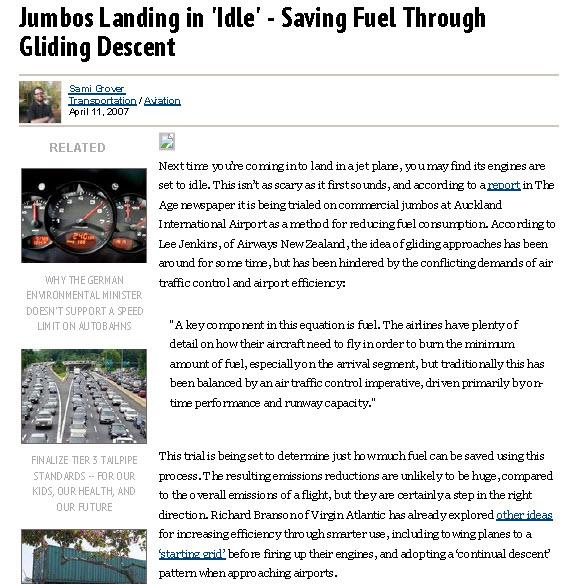 Jumbos Landing in 'Idle' - Saving Fuel Through
Gliding Descent
Sami Grover
Transportation / Aviation
April 11, 2007
RELATED
WHY THE GERMAN
ENVIRONMENTAL MINISTER
DOESN'T SUPPORT A SPEED
LIMIT ON AUTOBAHNS
FINALIZE TIER 3 TAILPIPE
STANDARDS -- FOR OUR
KIDS, OUR HEALTH, AND
OUR FUTURE
Next time you're coming in to land in a jet plane, you may find its engines are
set to idle. This isn't as scary as it first sounds, and according to a report in The
Age newspaper it is being trialed on commercial jumbos at Auckland
International Airport as a method for reducing fuel consumption. According to
Lee Jenkins, of Airways New Zealand, the idea of gliding approaches has been
around for some time, but has been hindered by the conflicting demands of air
traffic control and airport efficiency:
"A key component in this equation is fuel. The airlines have plenty of
detail on how their aircraft need to fly in order to burn the minimum
amount of fuel, especially on the arrival segment, but traditionally this has
been balanced by an air traffic control imperative, driven primarily by on-
time performance and runway capacity."
This trial is being set to determine just how much fuel can be saved using this
process. The resulting emissions reductions are unlikely to be huge, compared
to the overall emissions of a flight, but they are certainly a step in the right
direction. Richard Branson of Virgin Atlantic has already explored other ideas
for increasing efficiency through smarter use, including towing planes to a
'starting grid' before firing up their engines, and adopting a 'continual descent'
pattern when approaching airports.